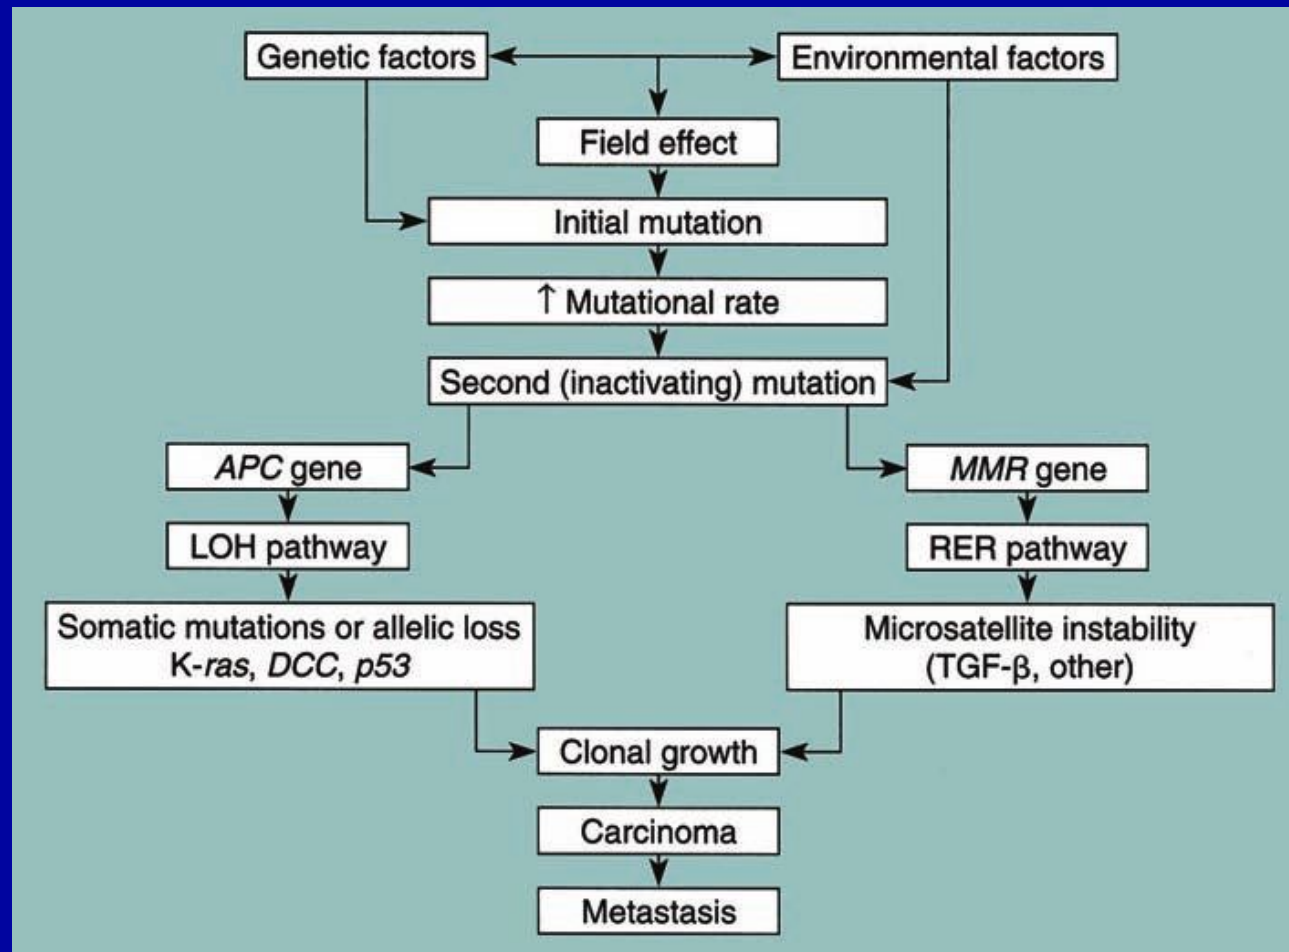 Genetic factors
Environmental factors
Field effect
Initial mutation
↑ Mutational rate
Second (inactivating) mutation
APC gene
MMR gene
LOH pathway
RER pathway
Somatic mutations or allelic loss
K-ras, DCC, p53
Microsatellite instability
(TGF-β, other)
Clonal growth
Carcinoma
Metastasis